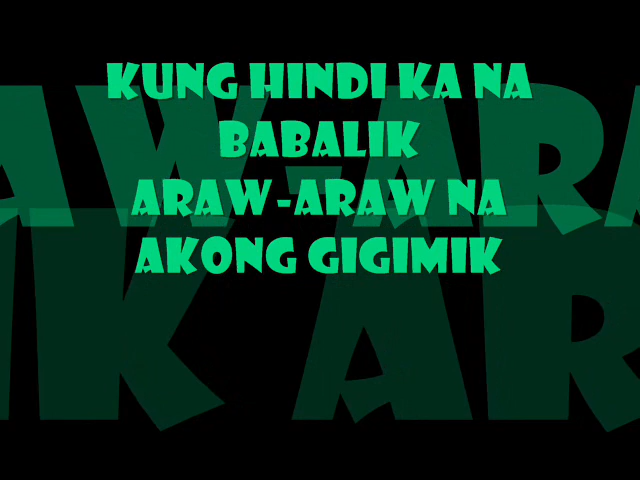 KUNG HINDI KA NA
BABALIK
ARAW-ARAW NA
AKONG GIGIMIK